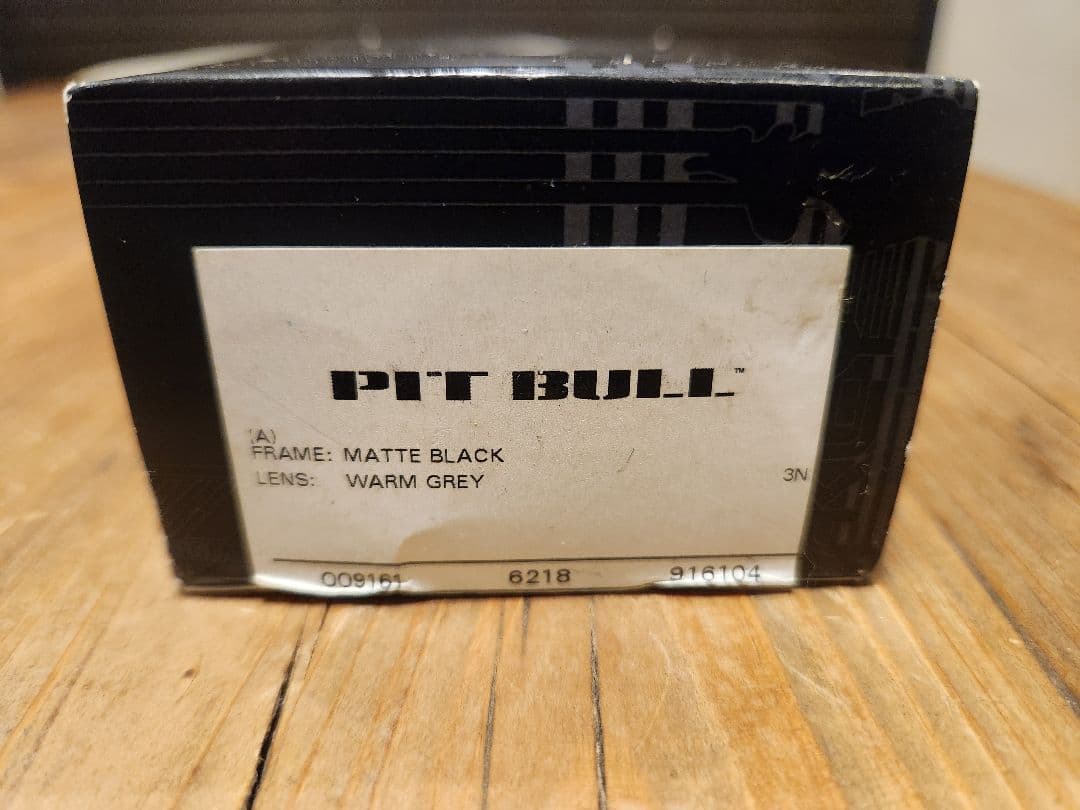 PIT BULL™
(A)
FRAME: MATTE BLACK
LENS: WARM GREY
3N
009161 6218 916104